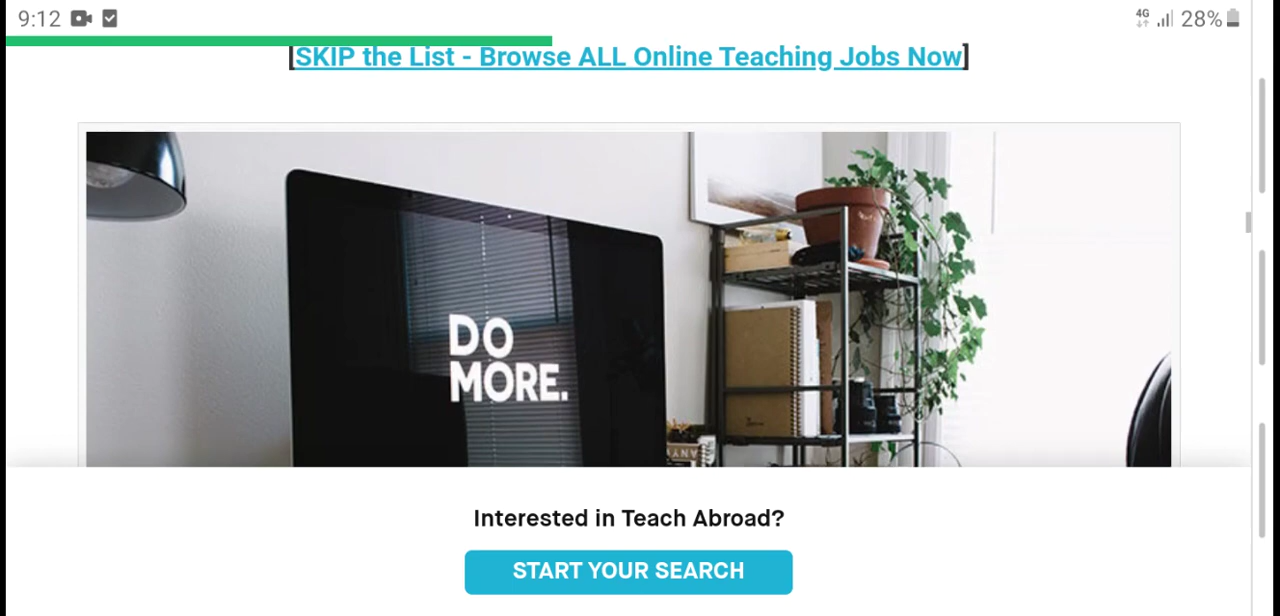 9:12
4G
28%
[SKIP the List - Browse ALL Online Teaching Jobs Now]
DO
MORE.
Interested in Teach Abroad?
START YOUR SEARCH